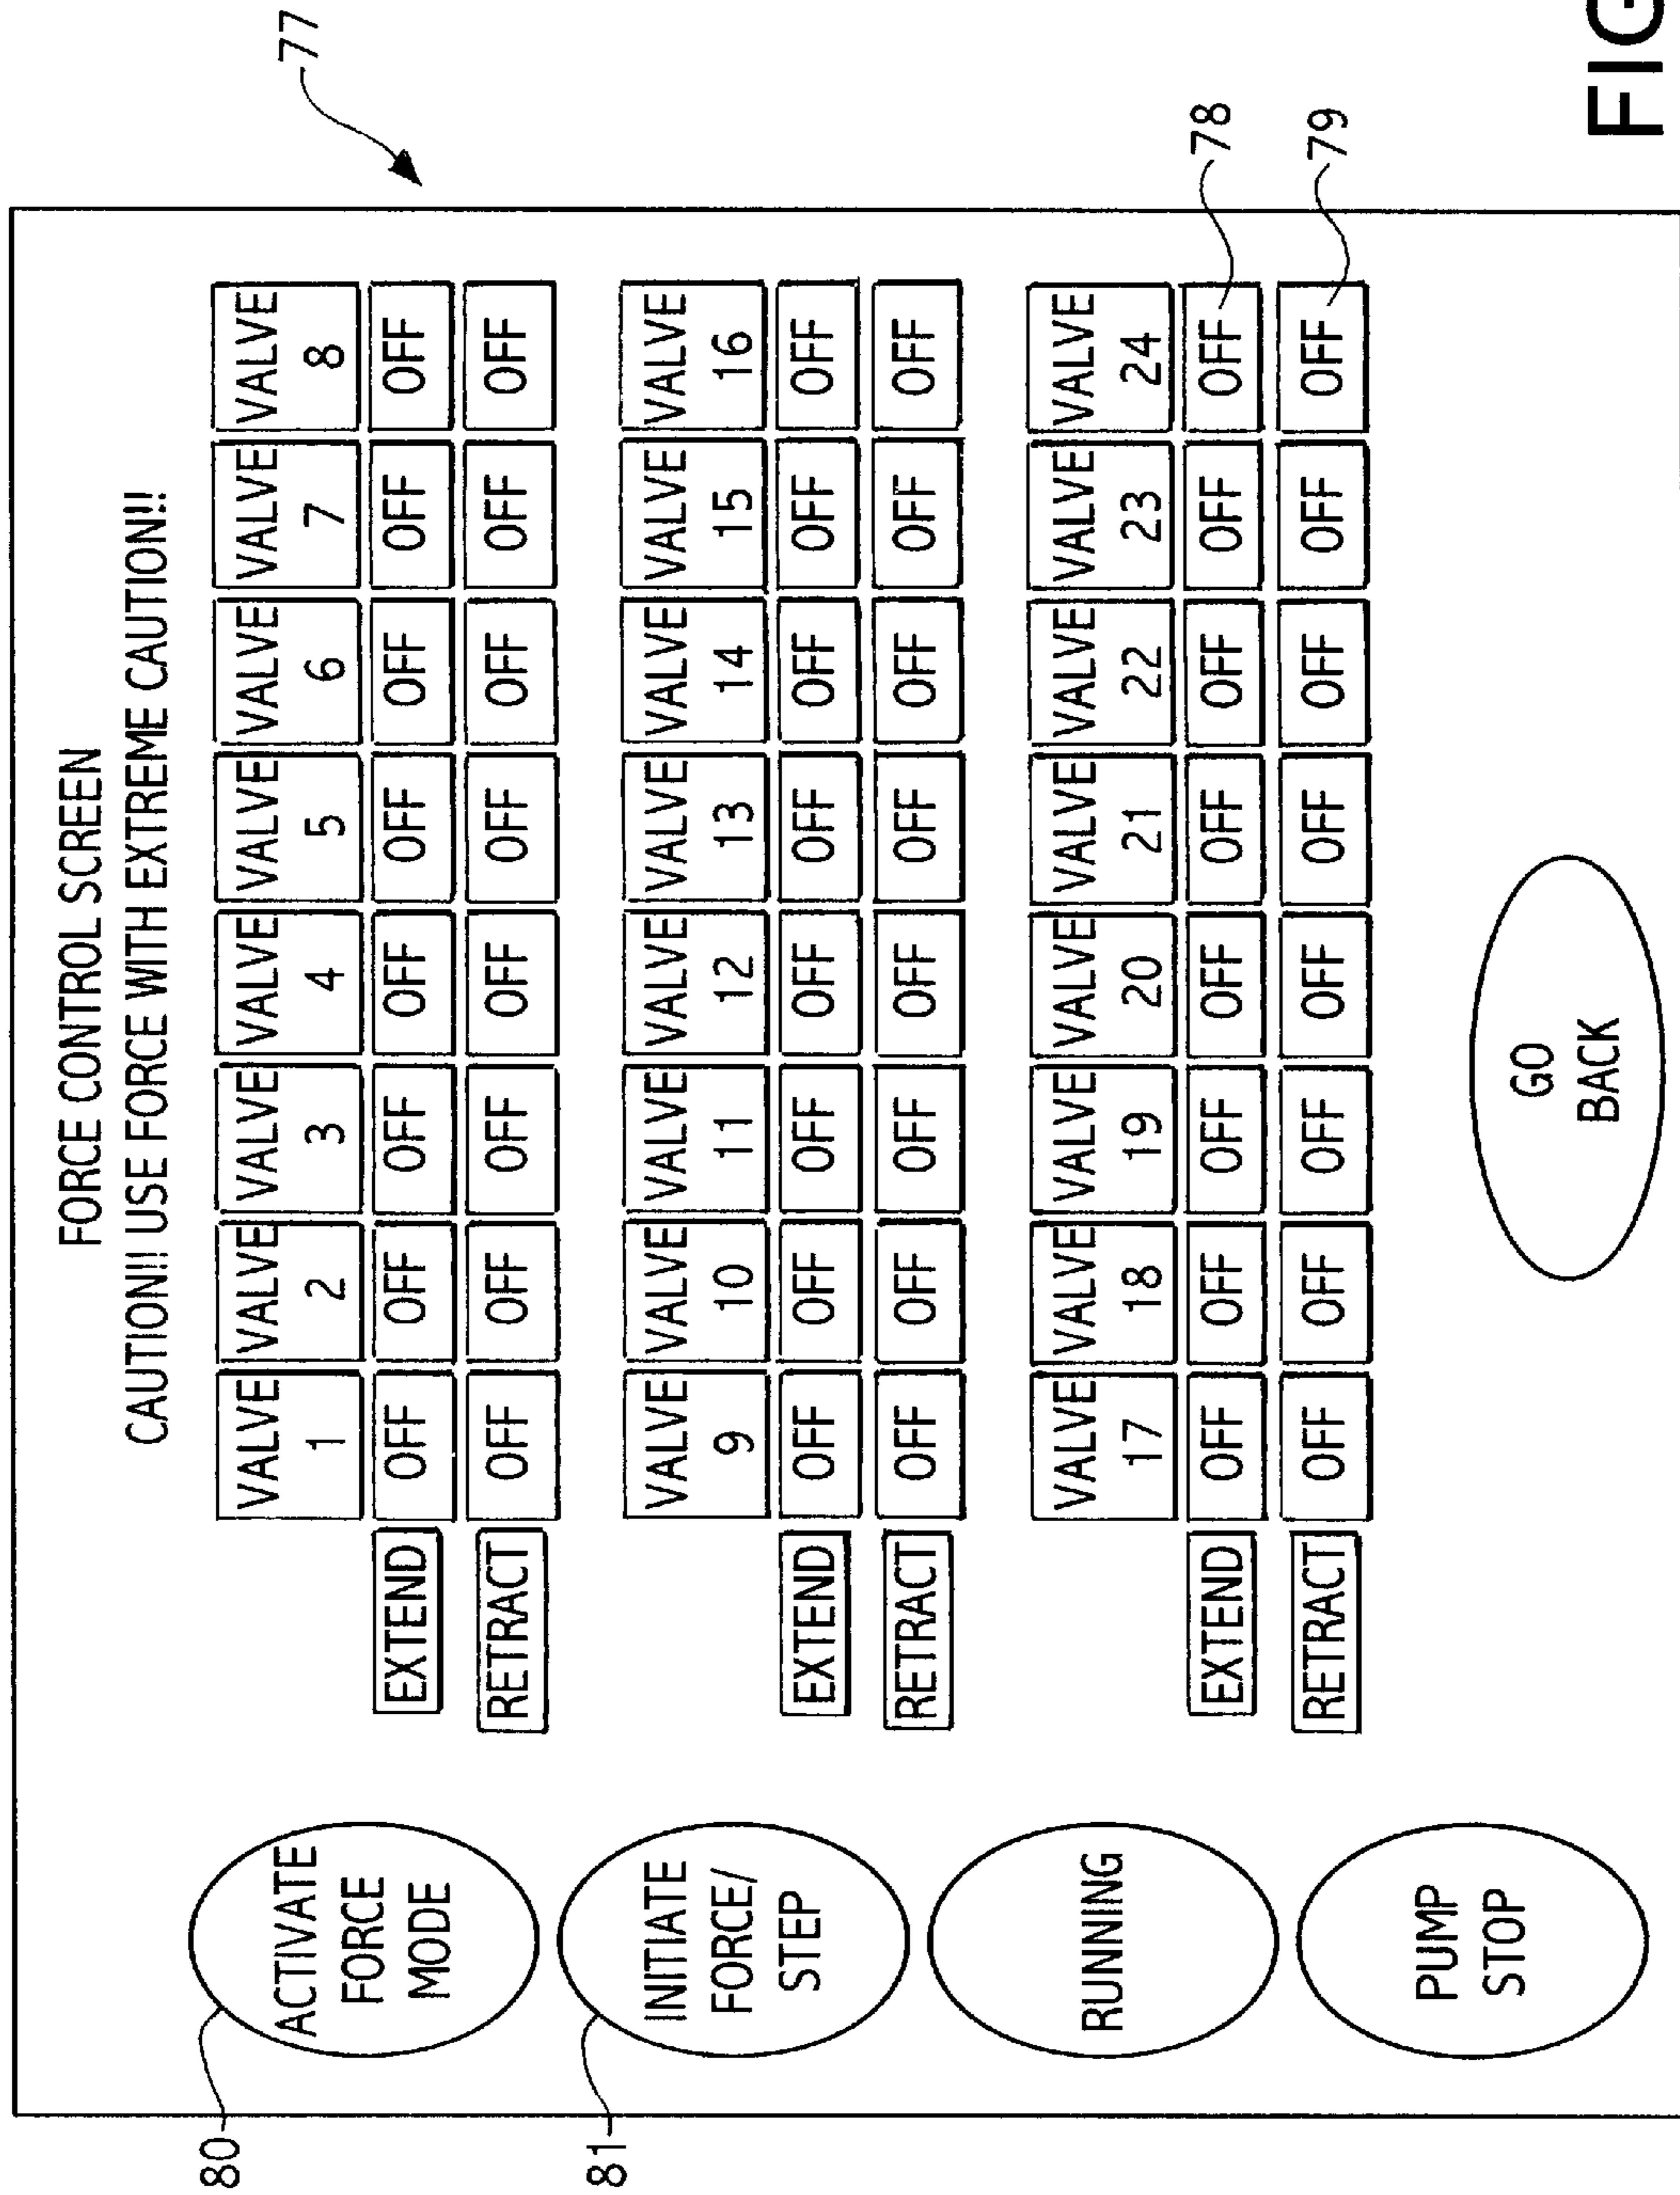 FORCE CONTROL SCREEN
CAUTION!! USE FORCE WITH EXTREME CAUTION!!
77
80
ACTIVATE
FORCE
MODE
VALVE 1 VALVE 2 VALVE 3 VALVE 4 VALVE 5 VALVE 6 VALVE 7 VALVE 8
EXTEND OFF OFF OFF OFF OFF OFF OFF OFF
RETRACT OFF OFF OFF OFF OFF OFF OFF OFF
81
INITIATE
FORCE/
STEP
VALVE 9 VALVE 10 VALVE 11 VALVE 12 VALVE 13 VALVE 14 VALVE 15 VALVE 16
EXTEND OFF OFF OFF OFF OFF OFF OFF OFF
RETRACT OFF OFF OFF OFF OFF OFF OFF OFF
RUNNING
VALVE 17 VALVE 18 VALVE 19 VALVE 20 VALVE 21 VALVE 22 VALVE 23 VALVE 24
EXTEND OFF OFF OFF OFF OFF OFF OFF OFF 78
RETRACT OFF OFF OFF OFF OFF OFF OFF OFF 79
PUMP
STOP
GO
BACK
FIG